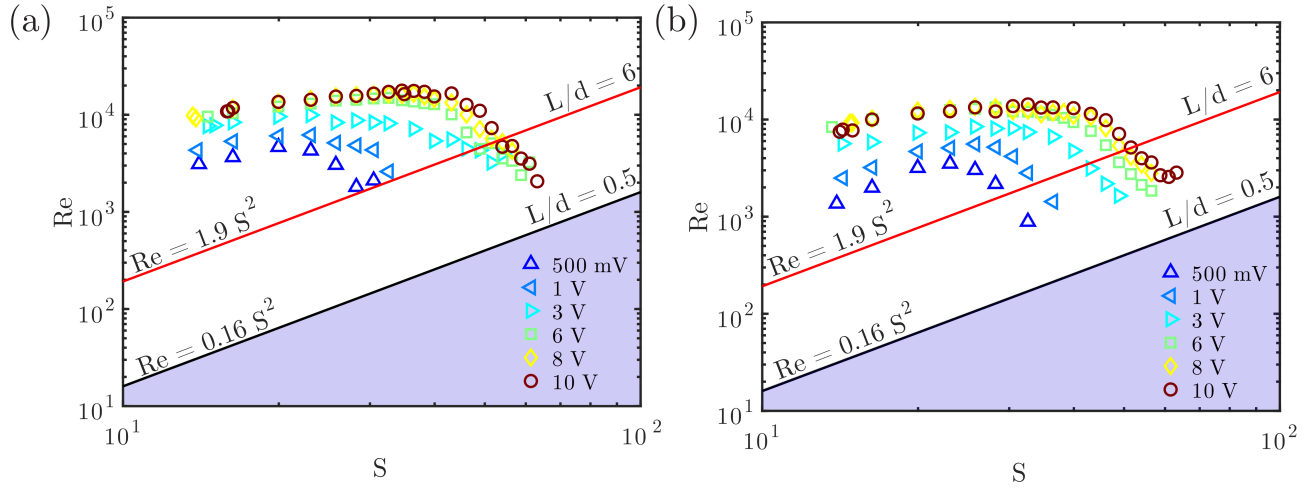 (a)
10^5
10^4
10^3
10^2
10^1
Re
L/d = 6
L/d = 0.5
Re = 1.9 S^2
Re = 0.16 S^2
500 mV
1 V
3 V
6 V
8 V
10 V
10^1
10^2
S
(b)
10^5
10^4
10^3
10^2
10^1
Re
L/d = 6
L/d = 0.5
Re = 1.9 S^2
Re = 0.16 S^2
500 mV
1 V
3 V
6 V
8 V
10 V
10^1
10^2
S